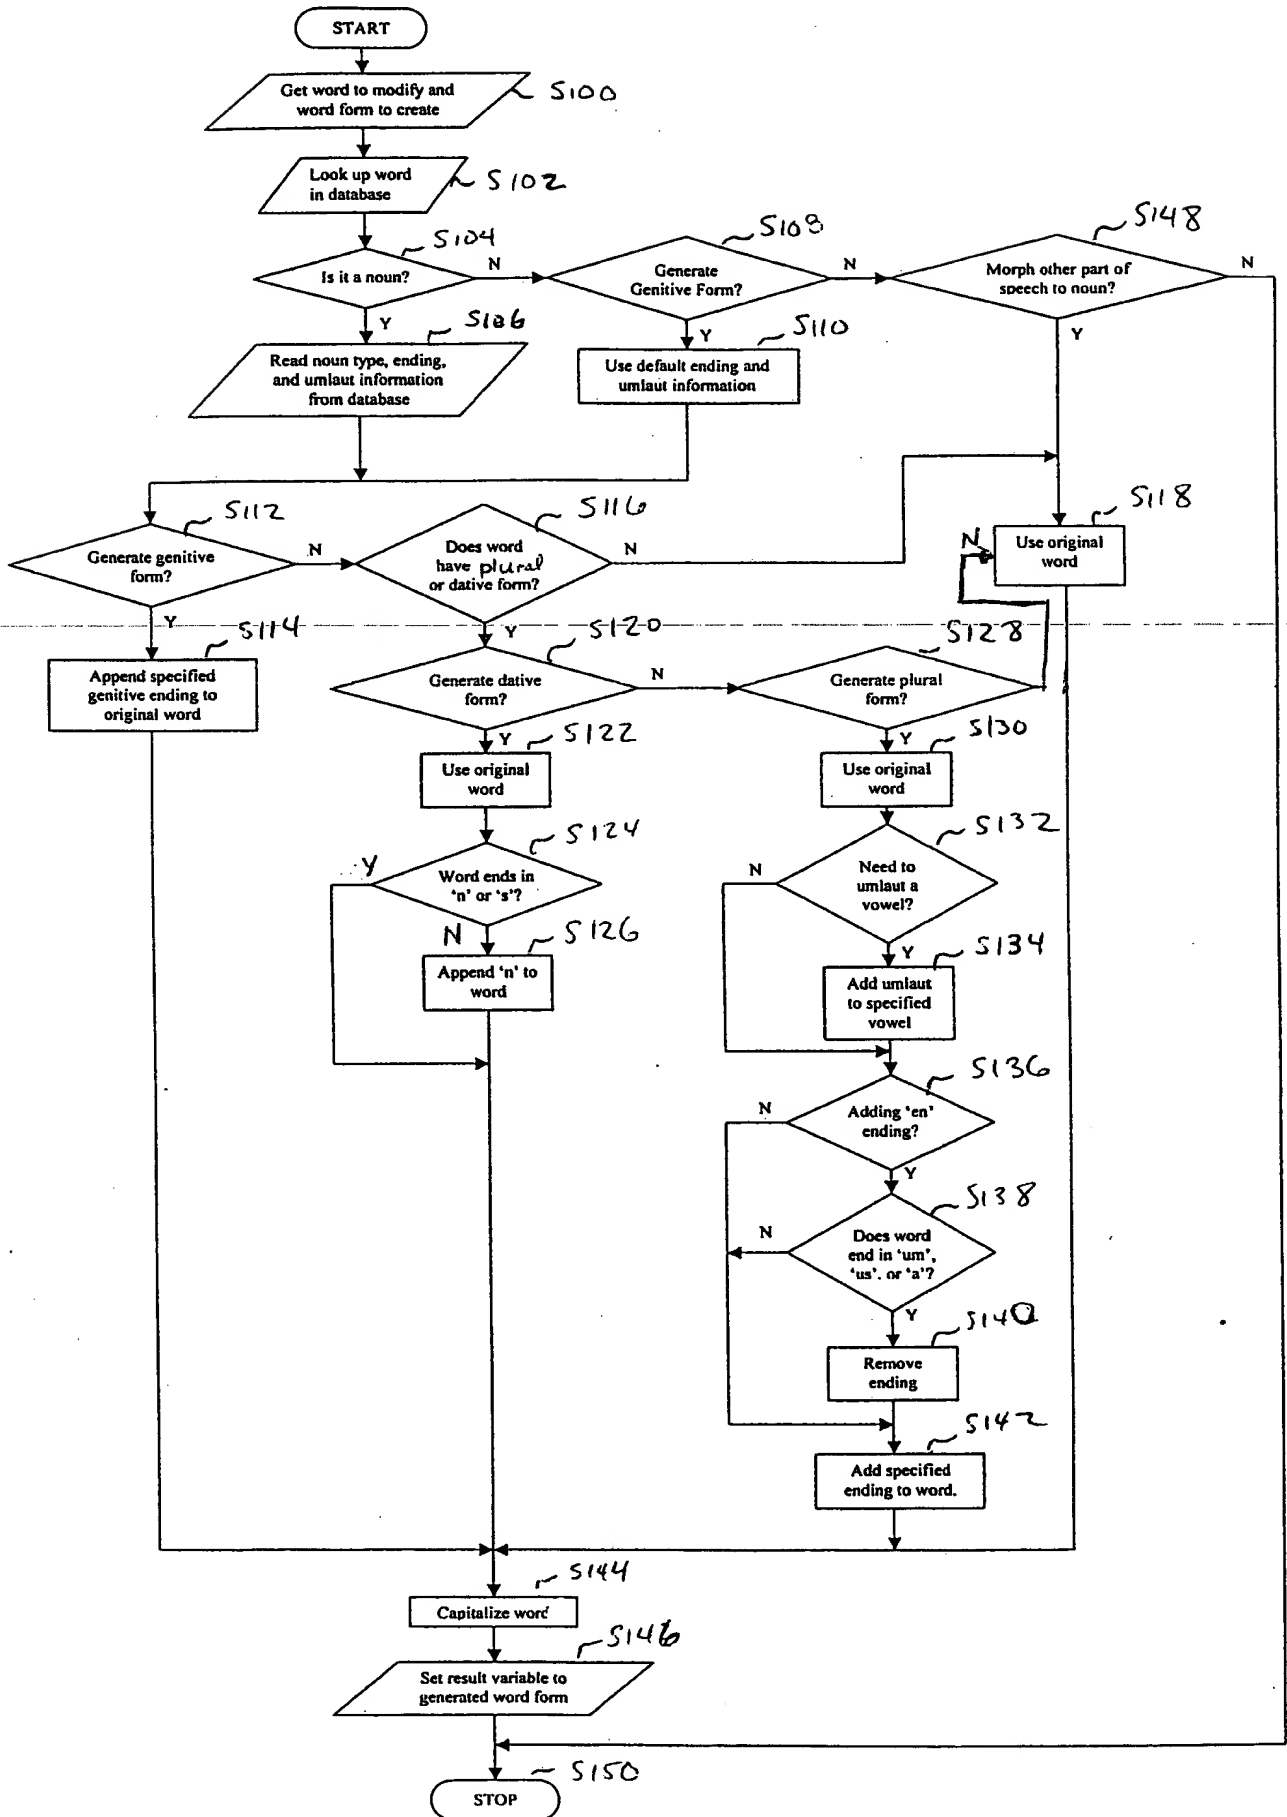 START
Get word to modify and
word form to create
S100
Look up word
in database
S102
Is it a noun?
S104
N
Y
Generate
Genitive Form?
S108
N
Y
Morph other part of
speech to noun?
S148
N
Y
Read noun type, ending,
and umlaut information
from database
S106
Use default ending and
umlaut information
S110
Generate genitive
form?
S112
N
Y
Does word
have plural
or dative form?
S116
N
Y
Use original
word
S118
N
Append specified
genitive ending to
original word
S114
Generate dative
form?
S120
N
Y
Generate plural
form?
S128
Y
Use original
word
S122
Use original
word
S130
Word ends in
'n' or 's'?
S124
Y
N
Need to
umlaut a
vowel?
S132
N
Y
Append 'n' to
word
S126
Add umlaut
to specified
vowel
S134
Adding 'en'
ending?
S136
N
Y
Does word
end in 'um',
'us', or 'a'?
S138
N
Y
Remove
ending
S140
Add specified
ending to word.
S142
Capitalize word
S144
Set result variable to
generated word form
S146
STOP
S150